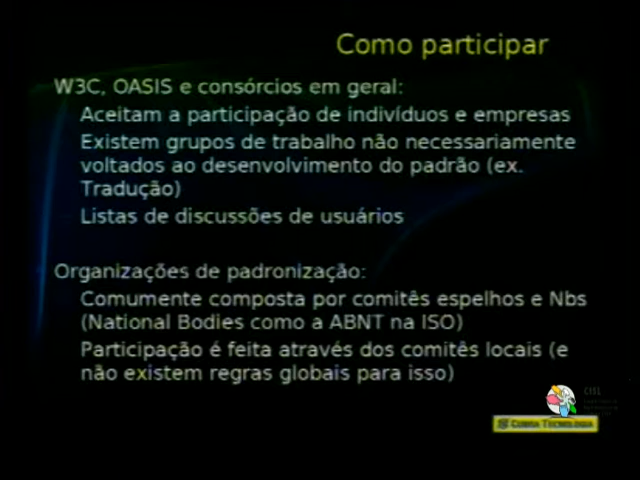 Como participar
W3C, OASIS e consórcios em geral:
Aceitam a participação de indivíduos e empresas
Existem grupos de trabalho não necessariamente
voltados ao desenvolvimento do padrão (ex.
Tradução)
Listas de discussões de usuários
Organizações de padronização:
Comumente composta por comitês espelhos e Nbs
(National Bodies como a ABNT na ISO)
Participação é feita através dos comitês locais (e
não existem regras globais para isso)
COBRA TECNOLOGIA